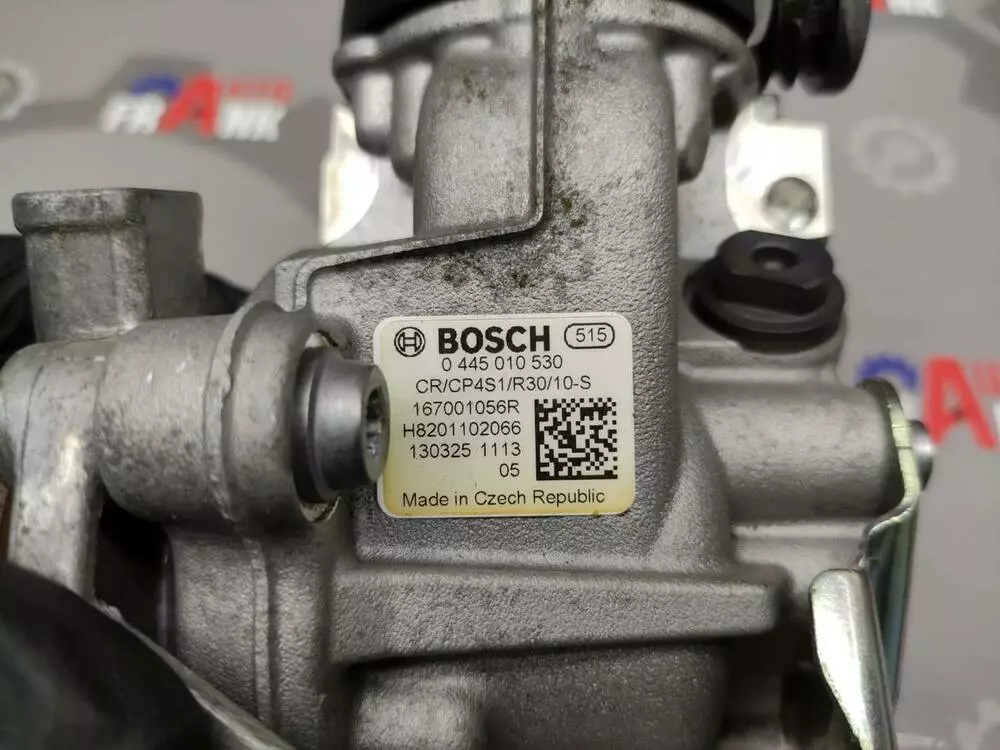 FRANK
BOSCH 515
0 445 010 530
CR/CP4S1/R30/10-S
167001056R
H8201102066
130325 1113
05
Made in Czech Republic